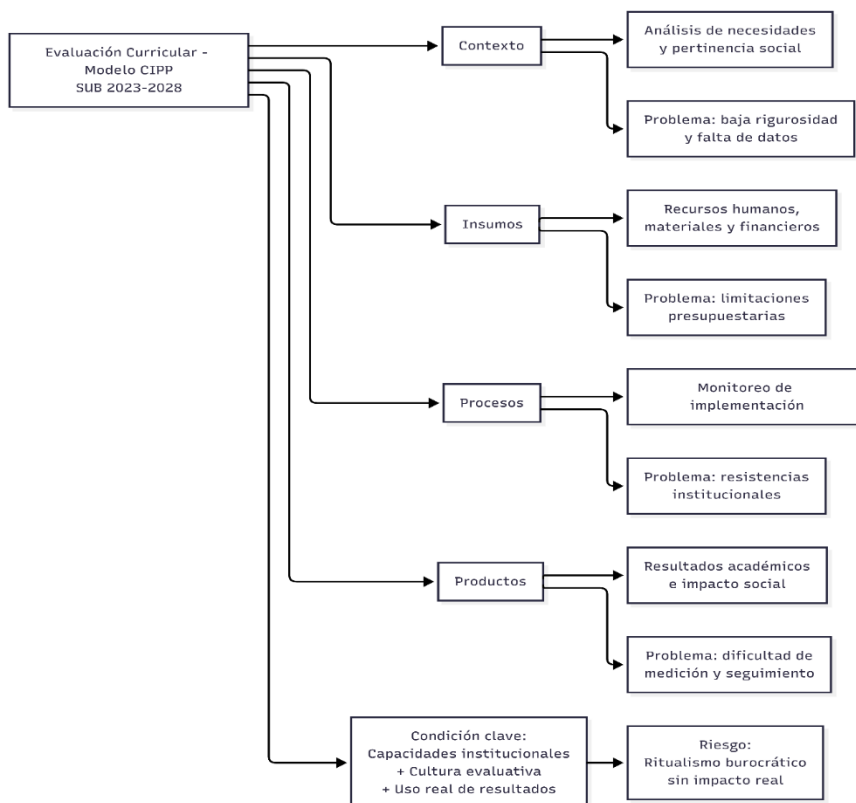 Evaluación Curricular -
Modelo CIPP
SUB 2023-2028
Contexto
Análisis de necesidades
y pertinencia social
Problema: baja rigurosidad
y falta de datos
Insumos
Recursos humanos,
materiales y financieros
Problema: limitaciones
presupuestarias
Procesos
Monitoreo de
implementación
Problema: resistencias
institucionales
Productos
Resultados académicos
e impacto social
Problema: dificultad de
medición y seguimiento
Condición clave:
Capacidades institucionales
+ Cultura evaluativa
+ Uso real de resultados
Riesgo:
Ritualismo burocrático
sin impacto real